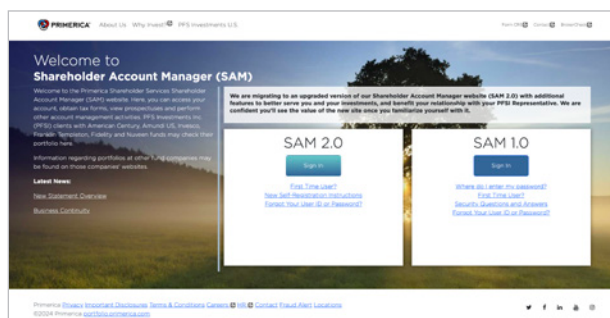 PRIMERICA About Us Why Invest? PFS Investments U.S.
Form CRS Contact BrokerCheck
Welcome to
Shareholder Account Manager (SAM)
Welcome to the Primerica Shareholder Services Shareholder
Account Manager (SAM) website. Here, you can access your
account, obtain tax forms, view prospectuses and perform
other account management activities. PFS Investments Inc.
(PFSI) clients with American Century, Amundi US, Invesco,
Franklin Templeton, Fidelity and Nuveen funds may check their
portfolio here.
Information regarding portfolios at other fund companies may
be found on those companies' websites.
Latest News:
New Statement Overview
Business Continuity
We are migrating to an upgraded version of our Shareholder Account Manager website (SAM 2.0) with additional
features to better serve you and your investments, and benefit your relationship with your PFSI Representative. We are
confident you'll see the value of the new site once you familiarize yourself with it.
SAM 2.0
Sign In
First Time User?
New Self-Registration Instructions
Forgot Your User ID or Password?
SAM 1.0
Sign In
Where do I enter my password?
First Time User?
Security Questions and Answers
Forgot Your User ID or Password?
Primerica Privacy Important Disclosures Terms & Conditions Careers HR Contact Fraud Alert Locations
©2024 Primerica portfolio.primerica.com